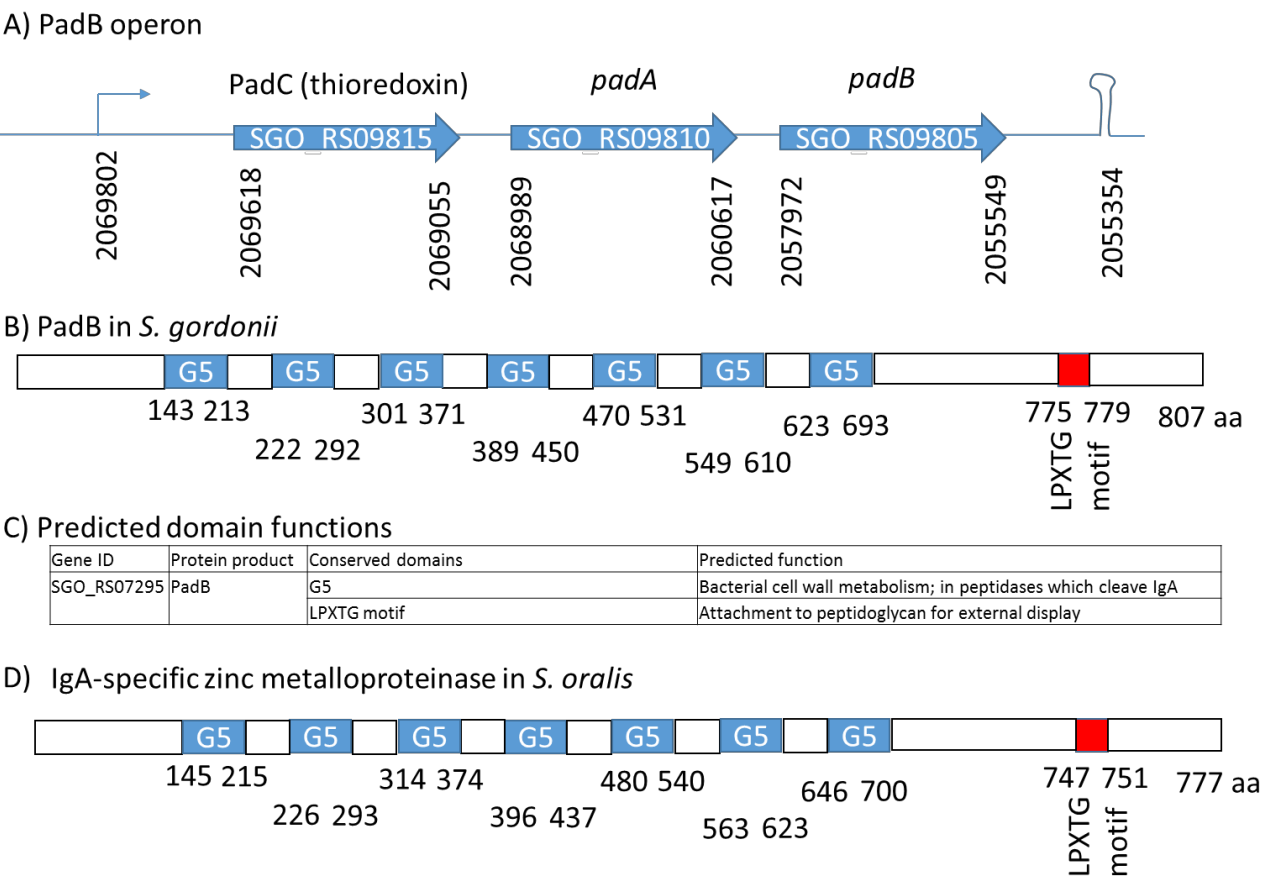 A) PadB operon
PadC (thioredoxin) padA padB
SGO_RS09815 SGO_RS09810 SGO_RS09805
2069802 2069618 2069055 2068989 2060617 2057972 2055549 2055354
B) PadB in S. gordonii
G5 G5 G5 G5 G5 G5 G5
143 213 301 371 470 531 775 779 807 aa
623 693
222 292 389 450 549 610
LPXTG motif
C) Predicted domain functions
Gene ID Protein product Conserved domains Predicted function
SGO_RS07295 PadB G5 Bacterial cell wall metabolism; in peptidases which cleave IgA
LPXTG motif Attachment to peptidoglycan for external display
D) IgA-specific zinc metalloproteinase in S. oralis
G5 G5 G5 G5 G5 G5 G5
145 215 314 374 480 540 747 751 777 aa
646 700
226 293 396 437 563 623
LPXTG motif